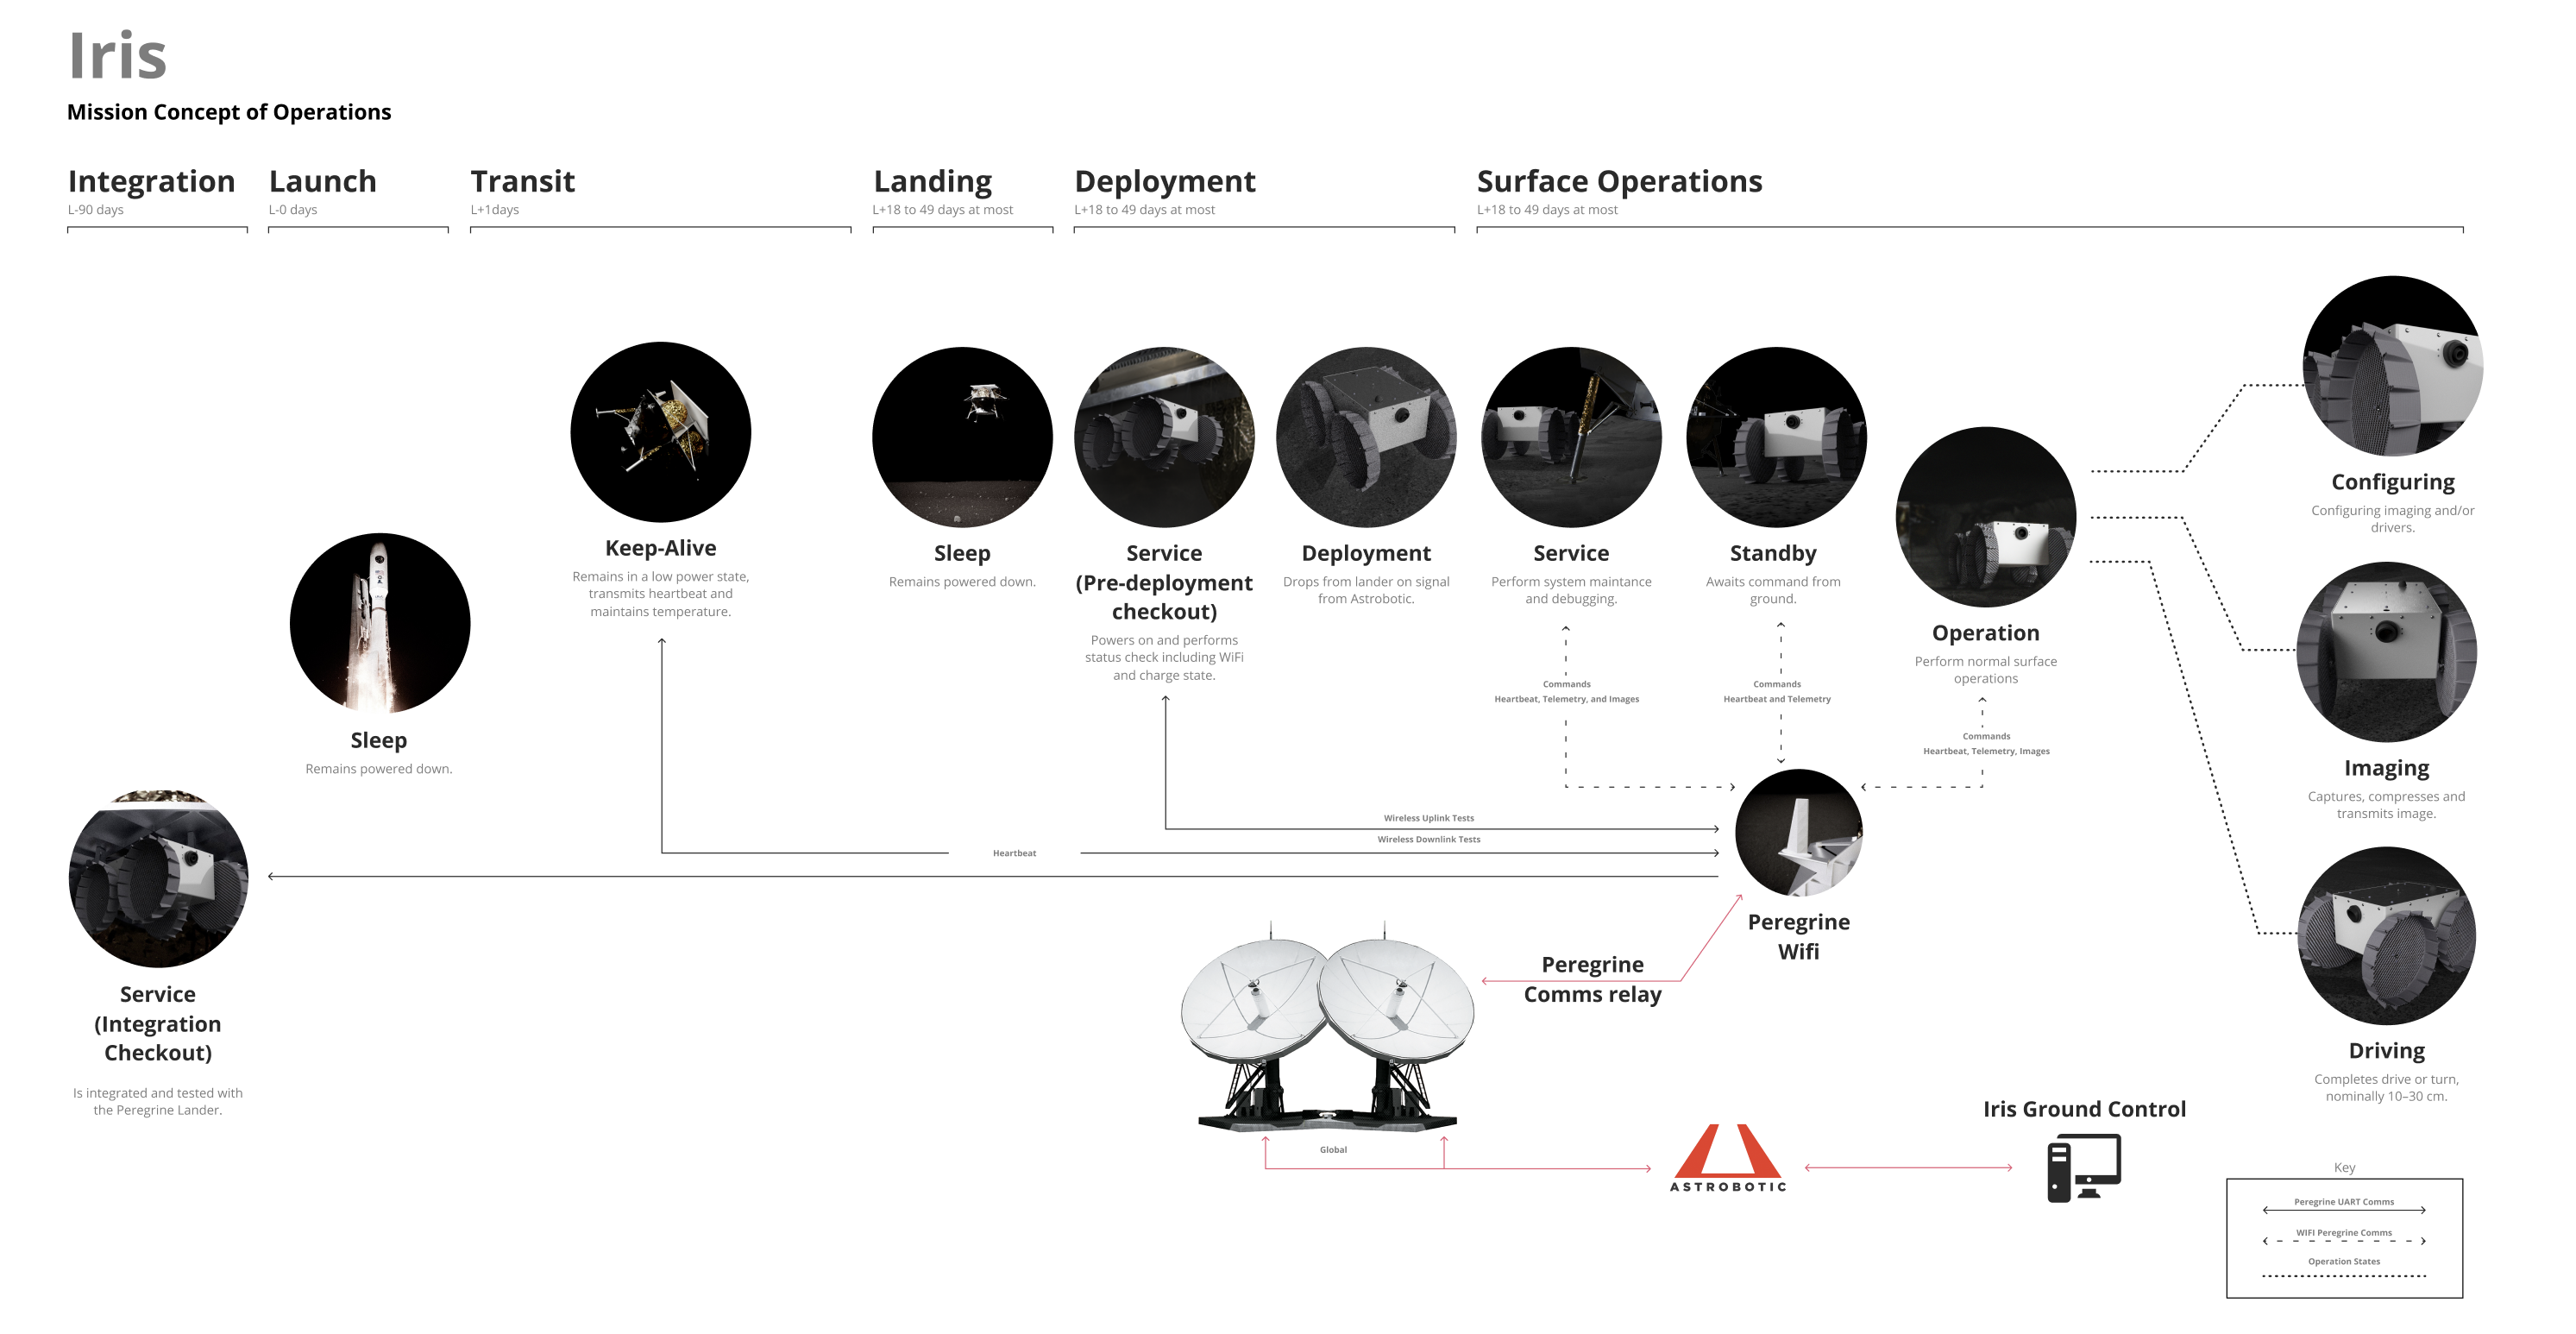 Iris
Mission Concept of Operations
Integration
L-90 days
Launch
L-0 days
Transit
L+1days
Landing
L+18 to 49 days at most
Deployment
L+18 to 49 days at most
Surface Operations
L+18 to 49 days at most
Service
(Integration
Checkout)
Is integrated and tested with
the Peregrine Lander.
Sleep
Remains powered down.
Keep-Alive
Remains in a low power state,
transmits heartbeat and
maintains temperature.
Sleep
Remains powered down.
Service
(Pre-deployment
checkout)
Powers on and performs
status check including WiFi
and charge state.
Deployment
Drops from lander on signal
from Astrobotic.
Service
Perform system maintance
and debugging.
Standby
Awaits command from
ground.
Operation
Perform normal surface
operations
Configuring
Configuring imaging and/or
drivers.
Imaging
Captures, compresses and
transmits image.
Driving
Completes drive or turn,
nominally 10–30 cm.
Commands
Heartbeat, Telemetry, and Images
Commands
Heartbeat and Telemetry
Commands
Heartbeat, Telemetry, Images
Wireless Uplink Tests
Wireless Downlink Tests
Heartbeat
Peregrine
Wifi
Peregrine
Comms relay
Global
ASTROBOTIC
Iris Ground Control
Key
Peregrine UART Comms
WIFI Peregrine Comms
Operation States